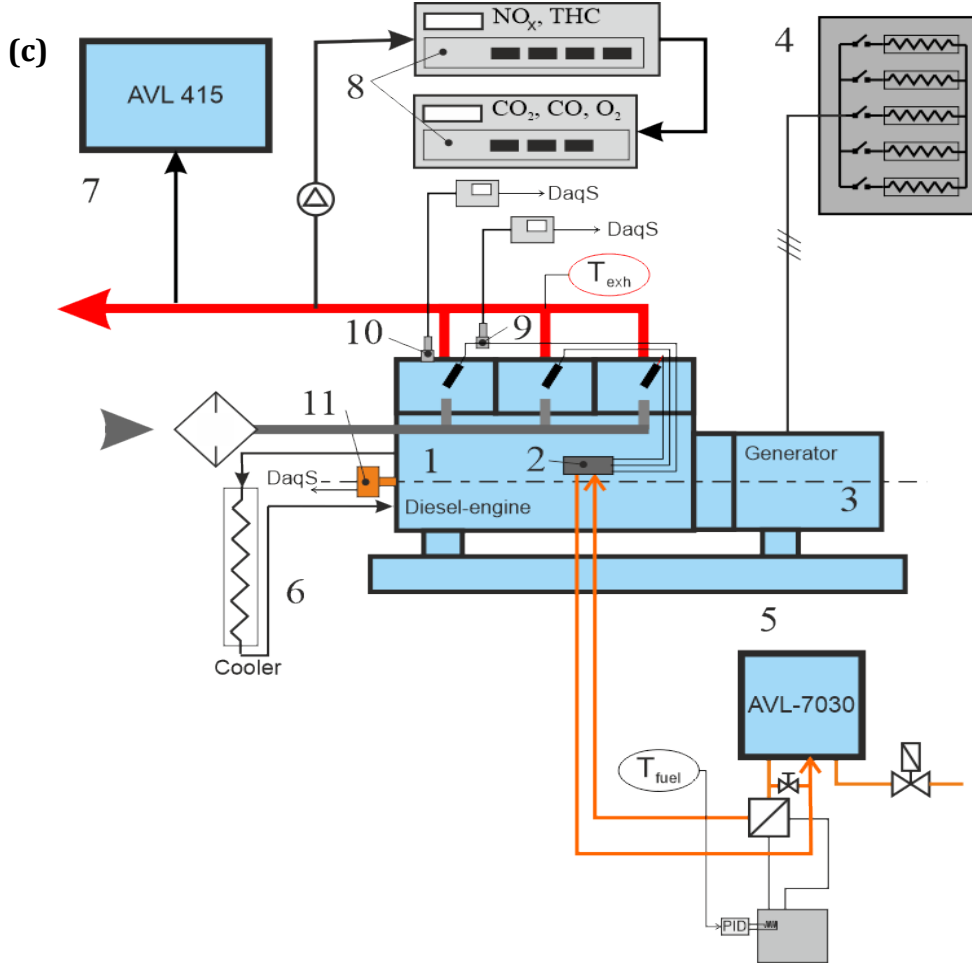 (c)
NOX, THC
4
AVL 415
8
CO2, CO, O2
7
DaqS
DaqS
Texh
10
9
11
1
2
Generator
DaqS
3
Diesel-engine
6
5
Cooler
AVL-7030
Tfuel
PID